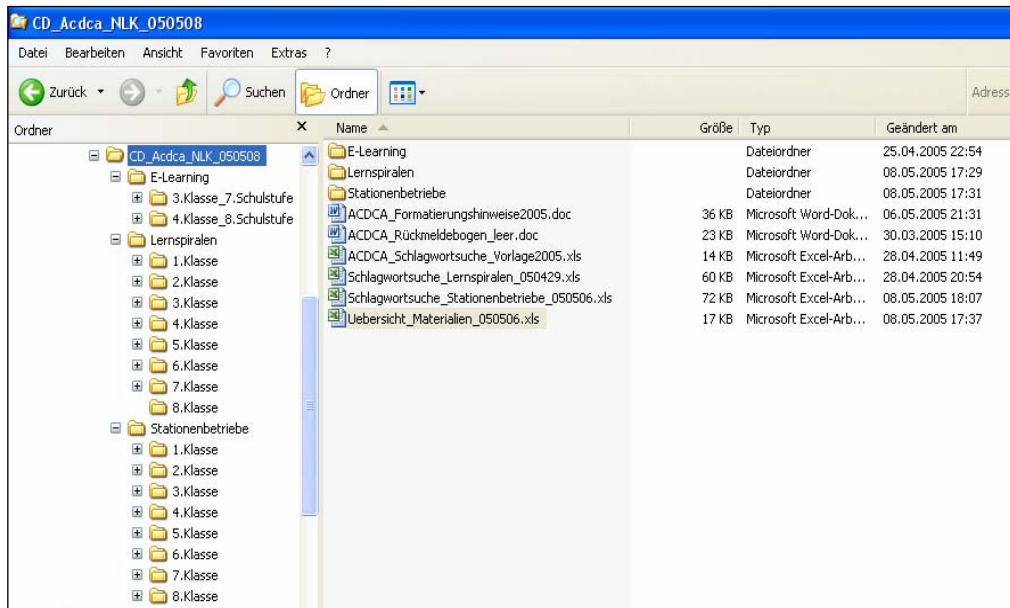 CD_Acdca_NLK_050508
Datei Bearbeiten Ansicht Favoriten Extras ?
Zurück Suchen Ordner Adress
Ordner x
CD_Acdca_NLK_050508
E-Learning
3.Klasse_7.Schulstufe
4.Klasse_8.Schulstufe
Lernspiralen
1.Klasse
2.Klasse
3.Klasse
4.Klasse
5.Klasse
6.Klasse
7.Klasse
8.Klasse
Stationenbetriebe
1.Klasse
2.Klasse
3.Klasse
4.Klasse
5.Klasse
6.Klasse
7.Klasse
8.Klasse
Name Größe Typ Geändert am
E-Learning Dateiordner 25.04.2005 22:54
Lernspiralen Dateiordner 08.05.2005 17:29
Stationenbetriebe Dateiordner 08.05.2005 17:31
ACDCA_Formatierungshinweise2005.doc 36 KB Microsoft Word-Dok... 06.05.2005 21:31
ACDCA_Rückmeldebogen_leer.doc 23 KB Microsoft Word-Dok... 30.03.2005 15:10
ACDCA_Schlagwortsuche_Vorlage2005.xls 14 KB Microsoft Excel-Arb... 28.04.2005 11:49
Schlagwortsuche_Lernspiralen_050429.xls 60 KB Microsoft Excel-Arb... 28.04.2005 20:54
Schlagwortsuche_Stationenbetriebe_050506.xls 72 KB Microsoft Excel-Arb... 08.05.2005 18:07
Uebersicht_Materialien_050506.xls 17 KB Microsoft Excel-Arb... 08.05.2005 17:37